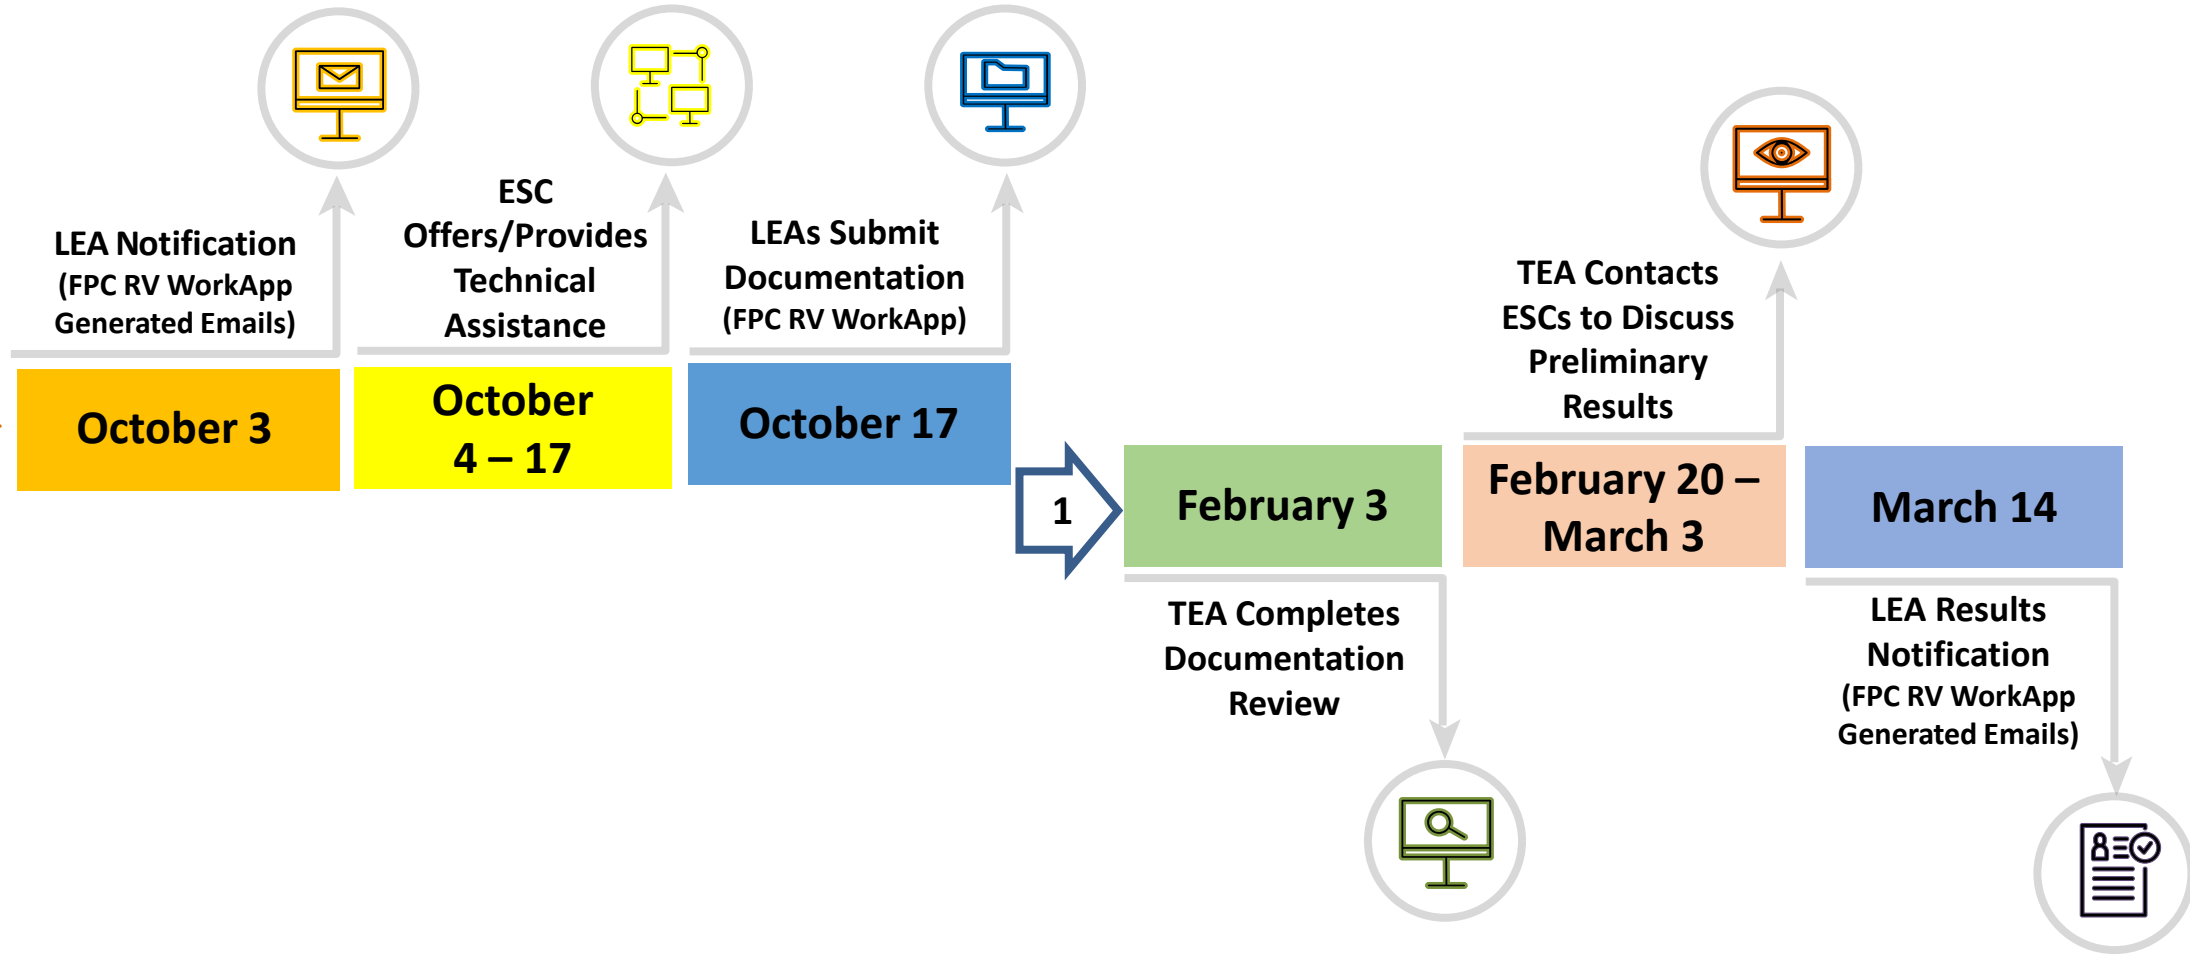 LEA Notification
(FPC RV WorkApp
Generated Emails)
October 3
ESC
Offers/Provides
Technical
Assistance
October
4 – 17
LEAs Submit
Documentation
(FPC RV WorkApp)
October 17
1
February 3
TEA Completes
Documentation
Review
TEA Contacts
ESCs to Discuss
Preliminary
Results
February 20 –
March 3
March 14
LEA Results
Notification
(FPC RV WorkApp
Generated Emails)